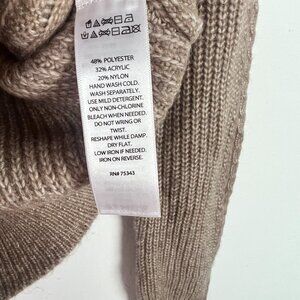 48% POLYESTER
32% ACRYLIC
20% NYLON
HAND WASH COLD.
WASH SEPARATELY.
USE MILD DETERGENT.
ONLY NON-CHLORINE
BLEACH WHEN NEEDED.
DO NOT WRING OR
TWIST.
RESHAPE WHILE DAMP.
DRY FLAT.
LOW IRON IF NEEDED.
IRON ON REVERSE.
RN# 75343